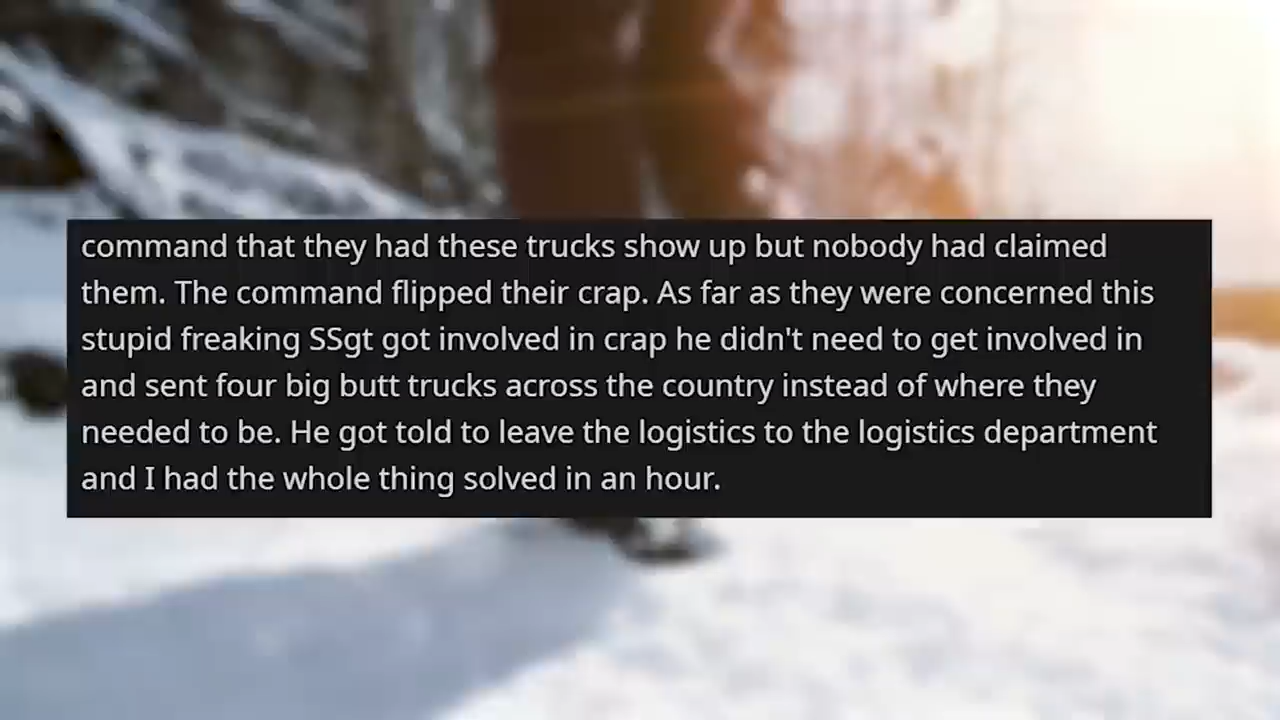 command that they had these trucks show up but nobody had claimed
them. The command flipped their crap. As far as they were concerned this
stupid freaking SSgt got involved in crap he didn't need to get involved in
and sent four big butt trucks across the country instead of where they
needed to be. He got told to leave the logistics to the logistics department
and I had the whole thing solved in an hour.